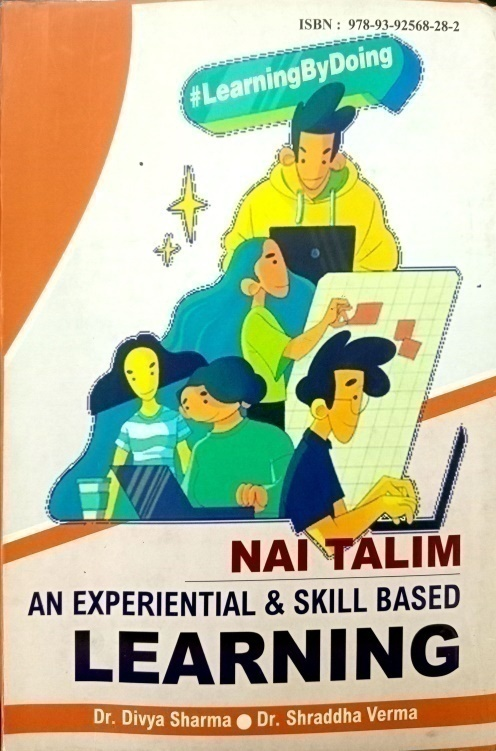 ISBN : 978-93-92568-28-2
#LearningByDoing
NAI TALIM
AN EXPERIENTIAL & SKILL BASED
LEARNING
Dr. Divya Sharma ● Dr. Shraddha Verma